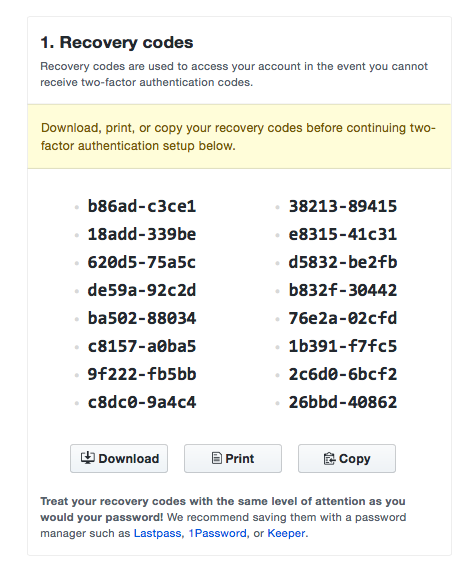 1. Recovery codes
Recovery codes are used to access your account in the event you cannot
receive two-factor authentication codes.
Download, print, or copy your recovery codes before continuing two-
factor authentication setup below.
b86ad-c3ce1 38213-89415
18add-339be e8315-41c31
620d5-75a5c d5832-be2fb
de59a-92c2d b832f-30442
ba502-88034 76e2a-02cfd
c8157-a0ba5 1b391-f7fc5
9f222-fb5bb 2c6d0-6bcf2
c8dc0-9a4c4 26bbd-40862
Download Print Copy
Treat your recovery codes with the same level of attention as you
would your password! We recommend saving them with a password
manager such as Lastpass, 1Password, or Keeper.